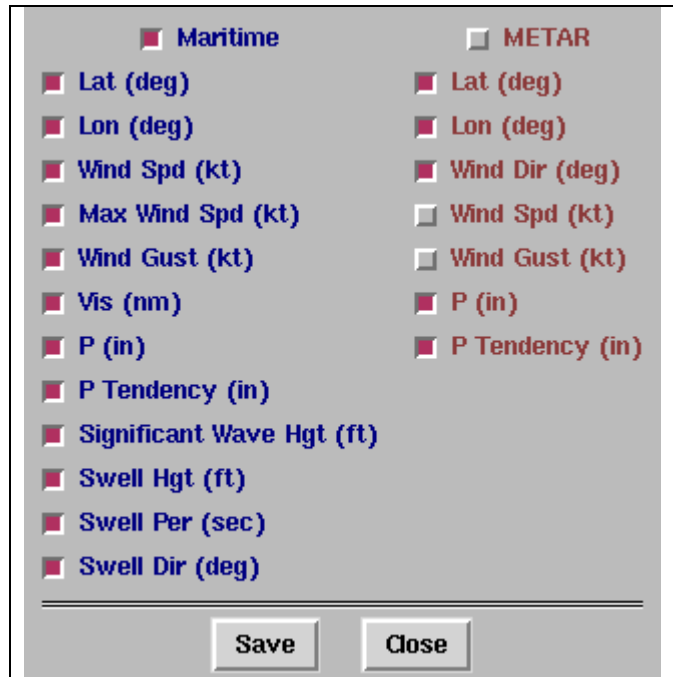 Maritime METAR
Lat (deg) Lat (deg)
Lon (deg) Lon (deg)
Wind Spd (kt) Wind Dir (deg)
Max Wind Spd (kt) Wind Spd (kt)
Wind Gust (kt) Wind Gust (kt)
Vis (nm) P (in)
P (in) P Tendency (in)
P Tendency (in)
Significant Wave Hgt (ft)
Swell Hgt (ft)
Swell Per (sec)
Swell Dir (deg)
Save Close